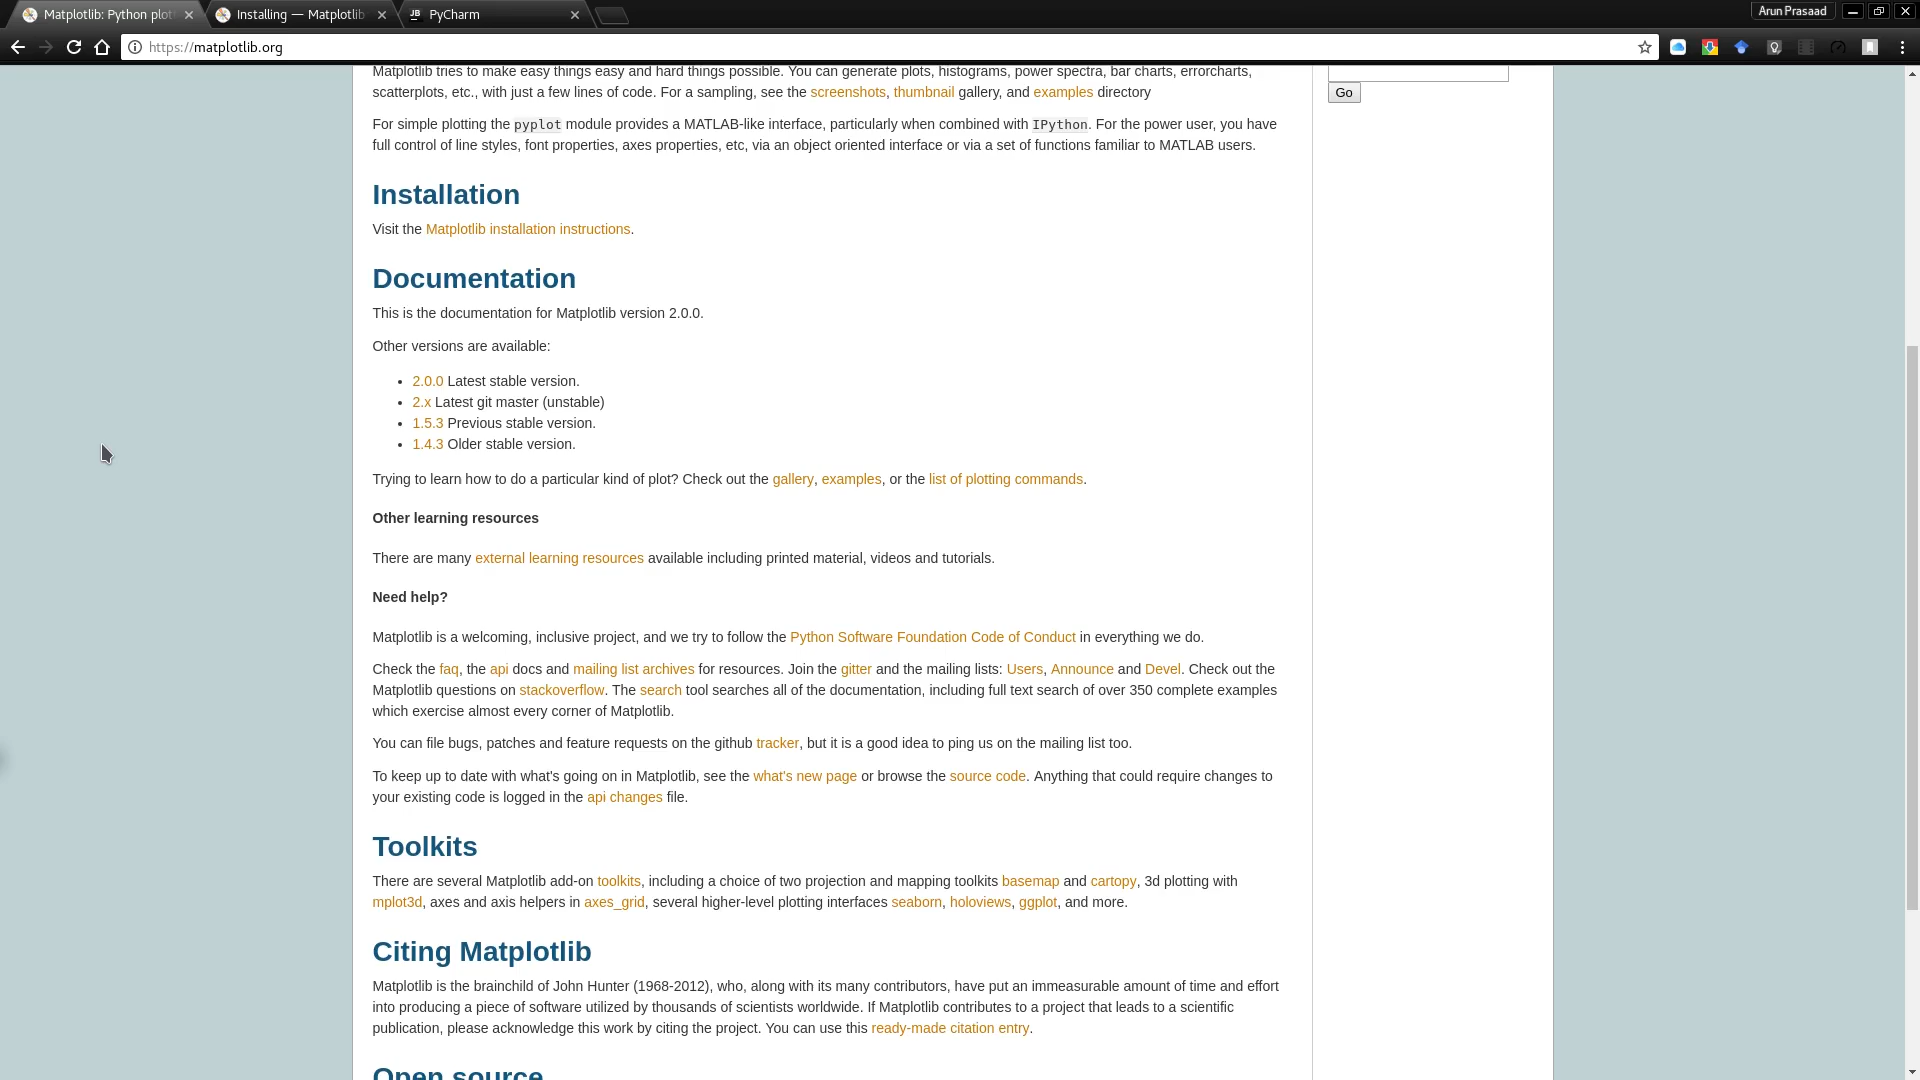 Matplotlib: Python plot
Installing — Matplotlib
PyCharm
Arun Prasaad
https://matplotlib.org
Matplotlib tries to make easy things easy and hard things possible. You can generate plots, histograms, power spectra, bar charts, errorcharts,
scatterplots, etc., with just a few lines of code. For a sampling, see the screenshots, thumbnail gallery, and examples directory
Go
For simple plotting the pyplot module provides a MATLAB-like interface, particularly when combined with IPython. For the power user, you have
full control of line styles, font properties, axes properties, etc, via an object oriented interface or via a set of functions familiar to MATLAB users.
Installation
Visit the Matplotlib installation instructions.
Documentation
This is the documentation for Matplotlib version 2.0.0.
Other versions are available:
• 2.0.0 Latest stable version.
• 2.x Latest git master (unstable)
• 1.5.3 Previous stable version.
• 1.4.3 Older stable version.
Trying to learn how to do a particular kind of plot? Check out the gallery, examples, or the list of plotting commands.
Other learning resources
There are many external learning resources available including printed material, videos and tutorials.
Need help?
Matplotlib is a welcoming, inclusive project, and we try to follow the Python Software Foundation Code of Conduct in everything we do.
Check the faq, the api docs and mailing list archives for resources. Join the gitter and the mailing lists: Users, Announce and Devel. Check out the
Matplotlib questions on stackoverflow. The search tool searches all of the documentation, including full text search of over 350 complete examples
which exercise almost every corner of Matplotlib.
You can file bugs, patches and feature requests on the github tracker, but it is a good idea to ping us on the mailing list too.
To keep up to date with what's going on in Matplotlib, see the what's new page or browse the source code. Anything that could require changes to
your existing code is logged in the api changes file.
Toolkits
There are several Matplotlib add-on toolkits, including a choice of two projection and mapping toolkits basemap and cartopy, 3d plotting with
mplot3d, axes and axis helpers in axes_grid, several higher-level plotting interfaces seaborn, holoviews, ggplot, and more.
Citing Matplotlib
Matplotlib is the brainchild of John Hunter (1968-2012), who, along with its many contributors, have put an immeasurable amount of time and effort
into producing a piece of software utilized by thousands of scientists worldwide. If Matplotlib contributes to a project that leads to a scientific
publication, please acknowledge this work by citing the project. You can use this ready-made citation entry.
Open source